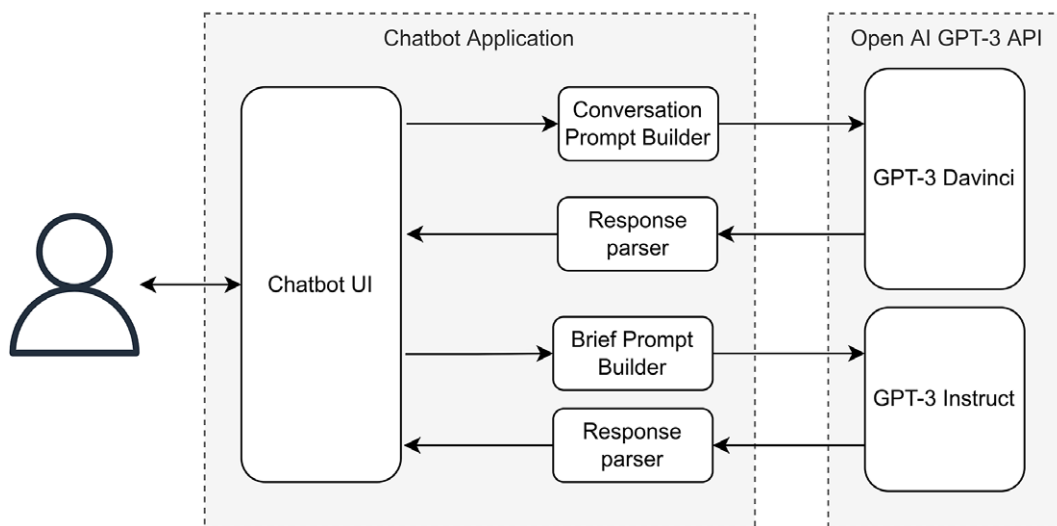 Chatbot Application
Open AI GPT-3 API
Conversation
Prompt Builder
GPT-3 Davinci
Response
parser
Chatbot UI
Brief Prompt
Builder
GPT-3 Instruct
Response
parser